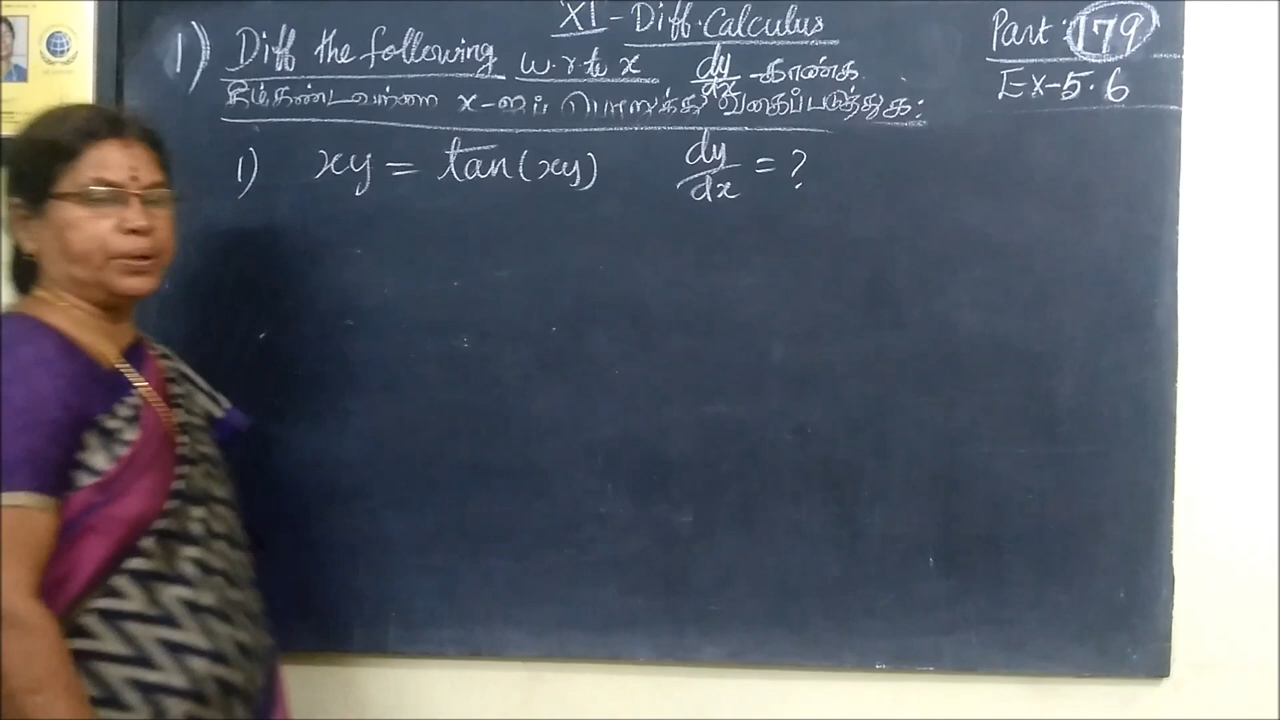 XI - Diff. Calculus
Part: 179
EX-5.6
1) Diff the following w.r.to x dy/dx காண்க.
கீழ்கண்டவற்றை x-ஐப் பொறுத்து வகைப்படுத்துக:
1) xy = tan(xy) dy/dx = ?